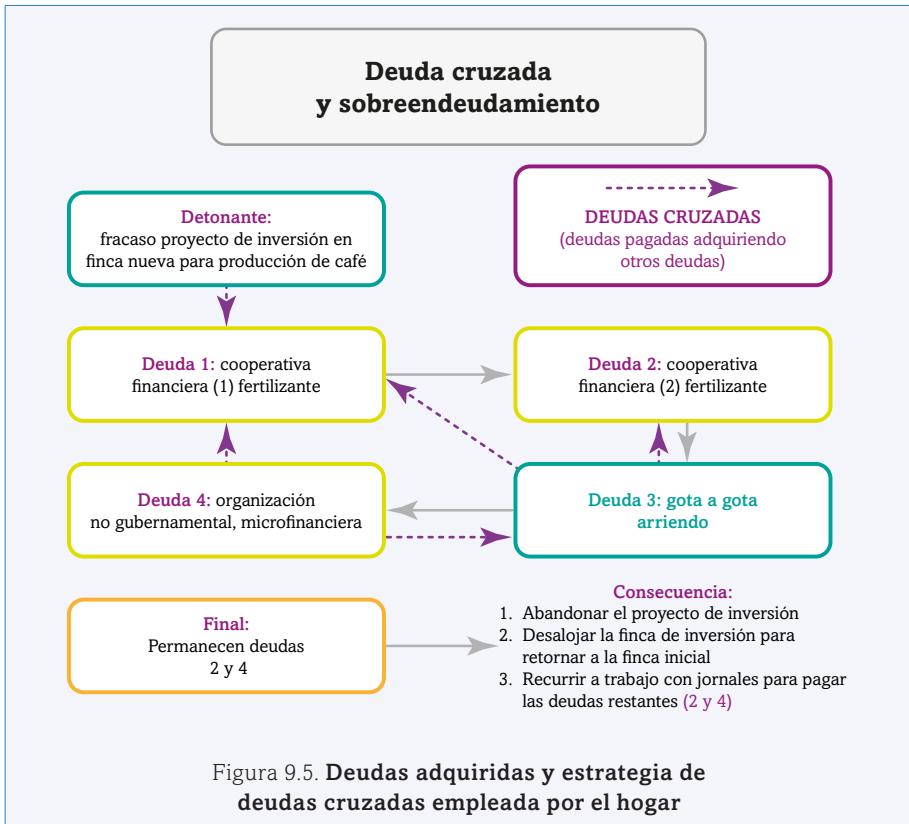 Deuda cruzada
y sobreendeudamiento
Detonante:
fracaso proyecto de inversión en
finca nueva para producción de café
DEUDAS CRUZADAS
(deudas pagadas adquiriendo
otros deudas)
Deuda 1: cooperativa
financiera (1) fertilizante
Deuda 2: cooperativa
financiera (2) fertilizante
Deuda 4: organización
no gubernamental, microfinanciera
Deuda 3: gota a gota
arriendo
Final:
Permanecen deudas
2 y 4
Consecuencia:
1. Abandonar el proyecto de inversión
2. Desalojar la finca de inversión para
retornar a la finca inicial
3. Recurrir a trabajo con jornales para pagar
las deudas restantes (2 y 4)
Figura 9.5. Deudas adquiridas y estrategia de
deudas cruzadas empleada por el hogar